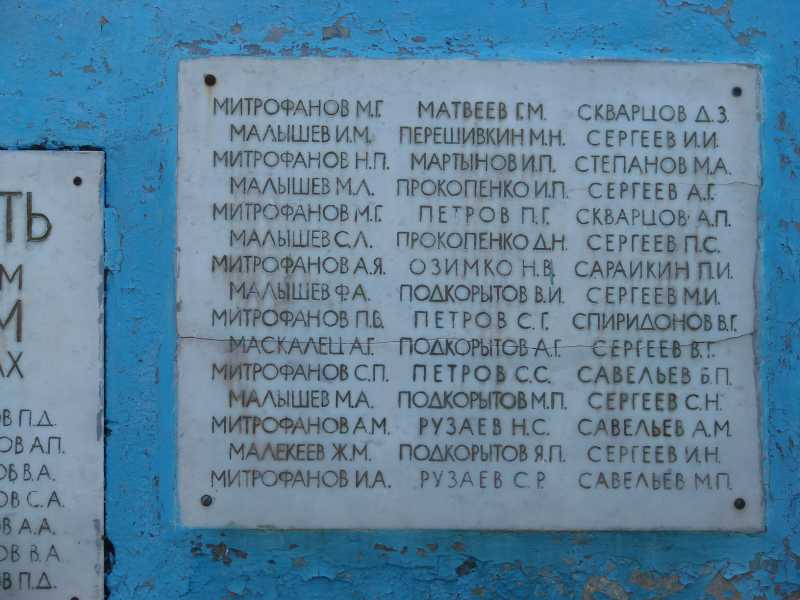 ТЬ
М
М
АХ
ОВ П.Д.
ОВ А.П.
ОВ В.А.
ОВ С.А.
ОВ А.А.
ОВ В.А
ОВ П.Д.
МИТРОФАНОВ М.Г. МАТВЕЕВ Г.М. СКВАРЦОВ Д.З.
МАЛЫШЕВ И.М. ПЕРЕШИВКИН М.Н. СЕРГЕЕВ И.И.
МИТРОФАНОВ Н.П. МАРТЫНОВ И.П. СТЕПАНОВ М.А.
МАЛЫШЕВ М.Л. ПРОКОПЕНКО И.П. СЕРГЕЕВ А.Г.
МИТРОФАНОВ М.Г. ПЕТРОВ П.Г. СКВАРЦОВ А.П.
МАЛЫШЕВ С.Л. ПРОКОПЕНКО Д.Н. СЕРГЕЕВ П.С.
МИТРОФАНОВ А.Я. ОЗИМКО Н.В. САРАЙКИН П.И.
МАЛЫШЕВ Ф.А. ПОДКОРЫТОВ В.И. СЕРГЕЕВ М.И.
МИТРОФАНОВ П.В. ПЕТРОВ С.Г. СПИРИДОНОВ В.Г.
МАСКАЛЕЦ А.Г. ПОДКОРЫТОВ А.Г. СЕРГЕЕВ В.Г.
МИТРОФАНОВ С.П. ПЕТРОВ С.С. САВЕЛЬЕВ Б.П.
МАЛЫШЕВ М.А. ПОДКОРЫТОВ М.П. СЕРГЕЕВ С.Н.
МИТРОФАНОВ А.М. РУЗАЕВ Н.С. САВЕЛЬЕВ А.М.
МАЛЕКЕЕВ Ж.М. ПОДКОРЫТОВ Я.П. СЕРГЕЕВ И.Н.
МИТРОФАНОВ И.А. РУЗАЕВ С.Р. САВЕЛЬЕВ М.П.